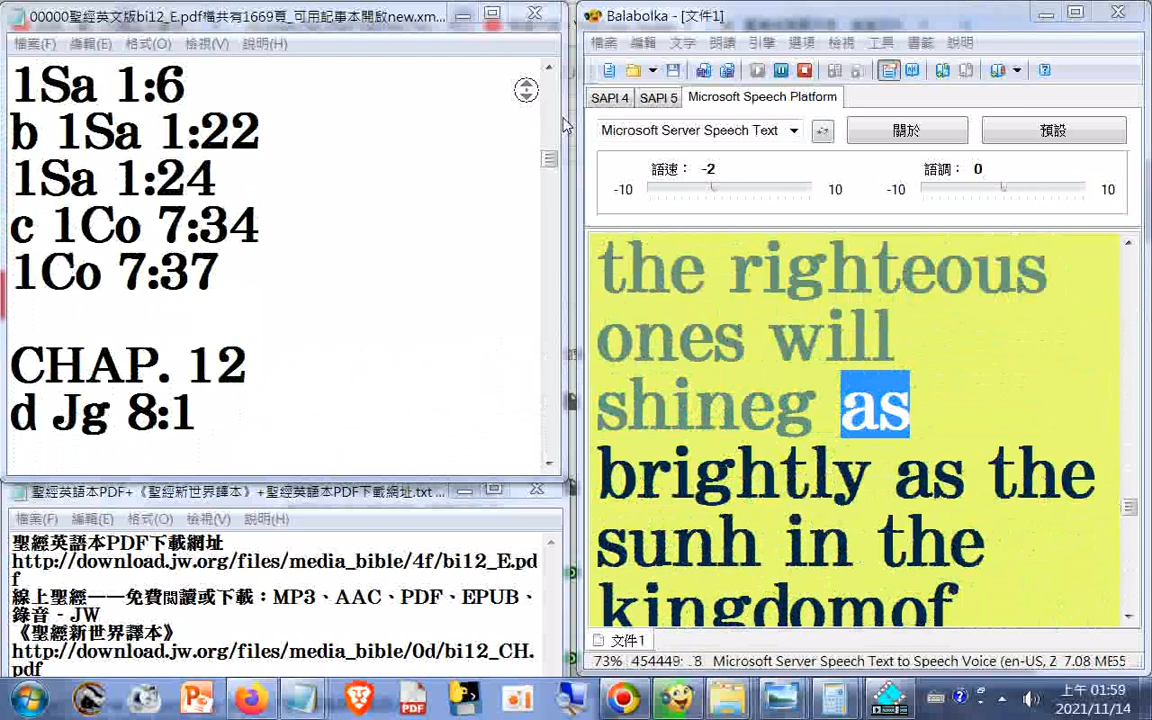 00000聖經英文版bi12_E.pdf檔共有1669頁_可用記事本開啟new.xm...
檔案(F) 編輯(E) 格式(O) 檢視(V) 說明(H)
1Sa 1:6
b 1Sa 1:22
1Sa 1:24
c 1Co 7:34
1Co 7:37
CHAP. 12
d Jg 8:1
聖經英語本PDF+《聖經新世界譯本》+聖經英語本PDF下載網址.txt ...
檔案(F) 編輯(E) 格式(O) 檢視(V) 說明(H)
聖經英語本PDF下載網址
http://download.jw.org/files/media_bible/4f/bi12_E.pd
f
線上聖經——免費閱讀或下載：MP3、AAC、PDF、EPUB、
錄音 - JW
《聖經新世界譯本》
http://download.jw.org/files/media_bible/0d/bi12_CH.
pdf
Balabolka - [文件1]
檔案 編輯 文字 朗讀 引擎 選項 檢視 工具 書籤 說明
SAPI 4 SAPI 5 Microsoft Speech Platform
Microsoft Server Speech Text
關於 預設
語速： -2 語調： 0
-10 10 -10 10
the righteous
ones will
shineg as
brightly as the
sunh in the
kingdomof
文件1
73% Microsoft Server Speech Text to Speech Voice (en-US, Z 7.08 MB
上午 01:59
2021/11/14